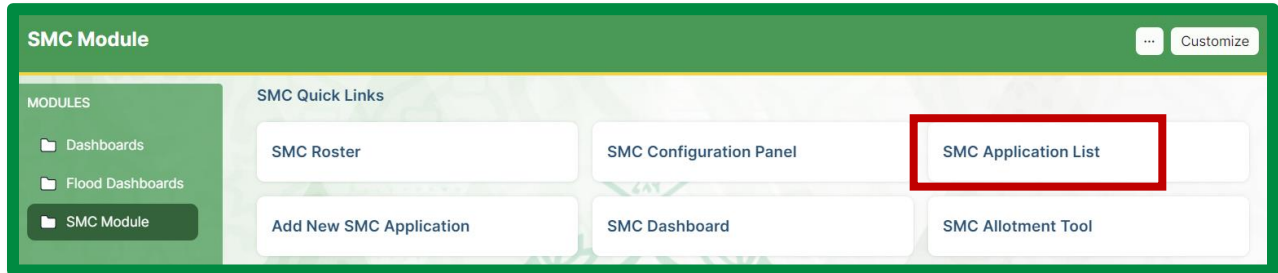 SMC Module
... Customize
MODULES
Dashboards
Flood Dashboards
SMC Module
SMC Quick Links
SMC Roster
SMC Configuration Panel
SMC Application List
Add New SMC Application
SMC Dashboard
SMC Allotment Tool